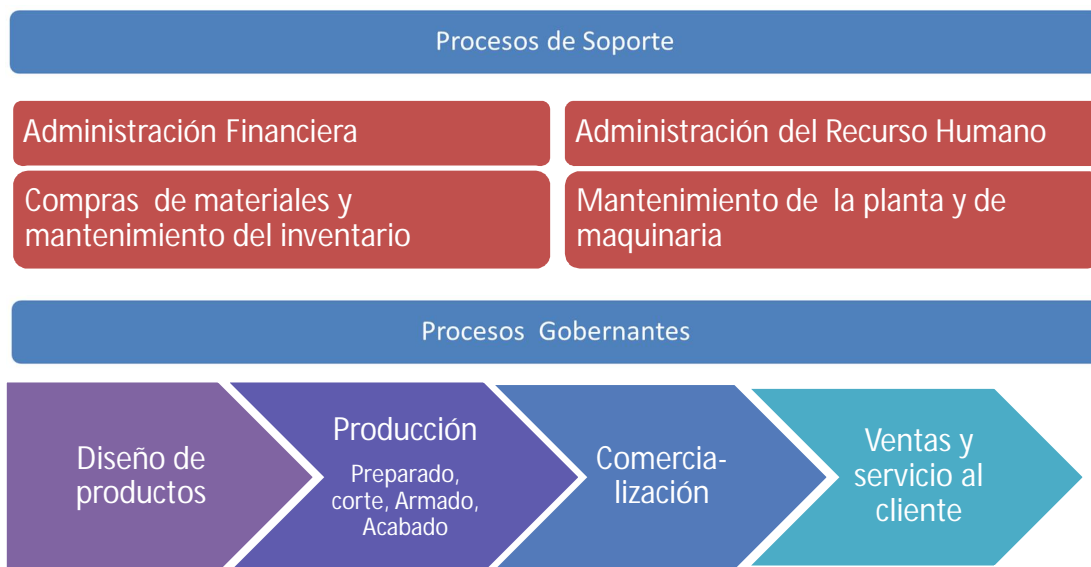 Procesos de Soporte
Administración Financiera
Administración del Recurso Humano
Compras de materiales y
mantenimiento del inventario
Mantenimiento de la planta y de
maquinaria
Procesos Gobernantes
Diseño de
productos
Producción
Preparado,
corte, Armado,
Acabado
Comercia-
lización
Ventas y
servicio al
cliente